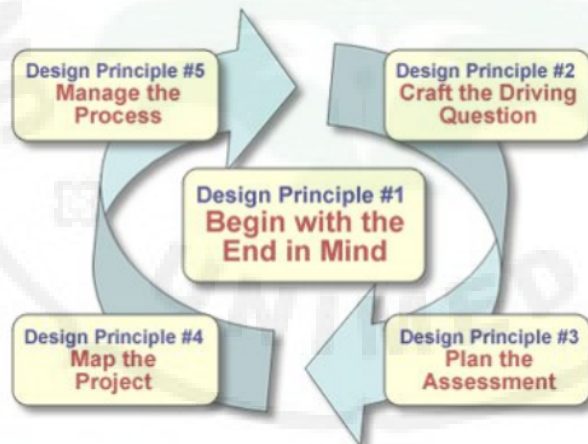 Design Principle #5
Manage the
Process
Design Principle #2
Craft the Driving
Question
Design Principle #1
Begin with the
End in Mind
Design Principle #4
Map the
Project
Design Principle #3
Plan the
Assessment